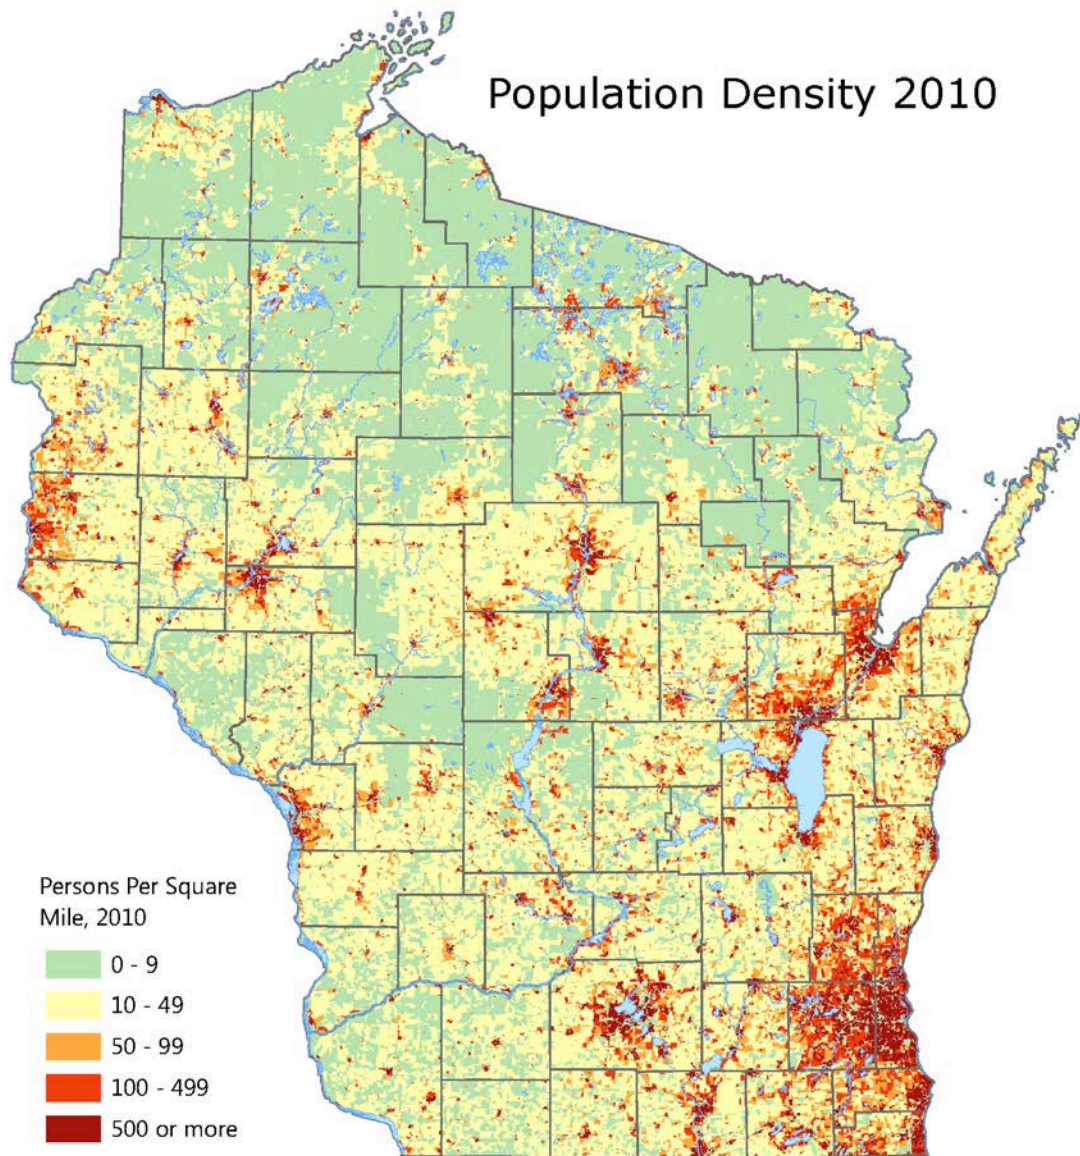 Population Density 2010
Persons Per Square
Mile, 2010
0 - 9
10 - 49
50 - 99
100 - 499
500 or more